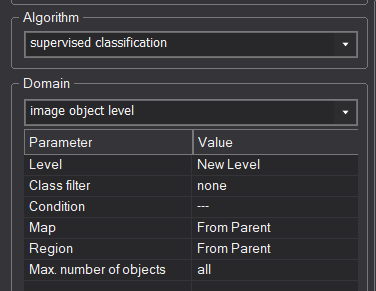 Algorithm
supervised classification
Domain
image object level
Parameter Value
Level New Level
Class filter none
Condition ---
Map From Parent
Region From Parent
Max. number of objects all